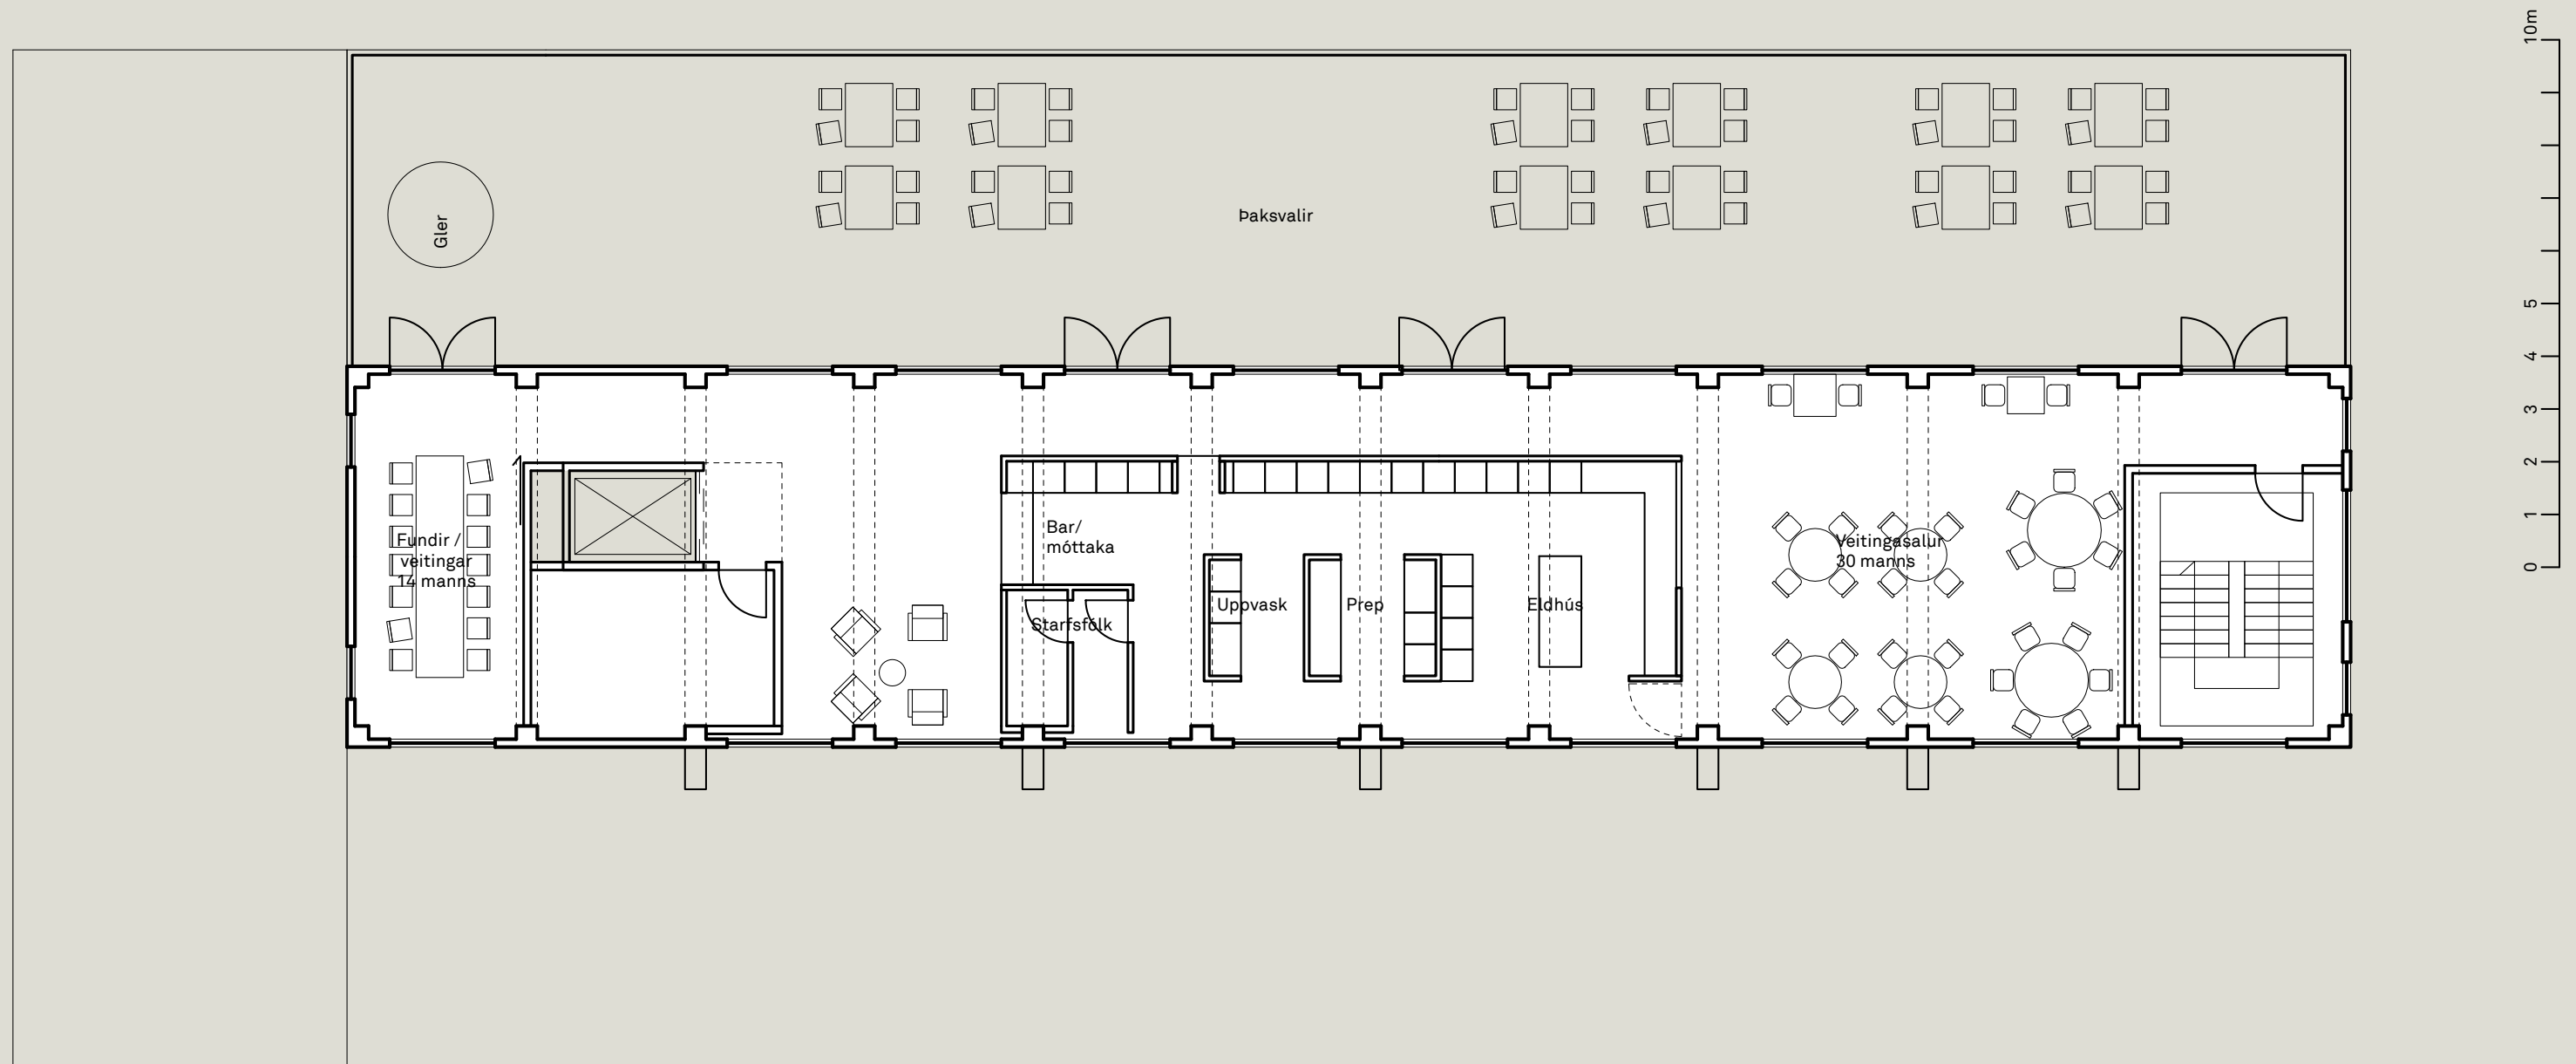 10m
5
4
3
2
1
0
Gler
Þaksvalir
Fundir /
veitingar
14 manns
Bar/
móttaka
Starfsfólk
Uppvask
Prep
Eldhús
Veitingasalur
30 manns